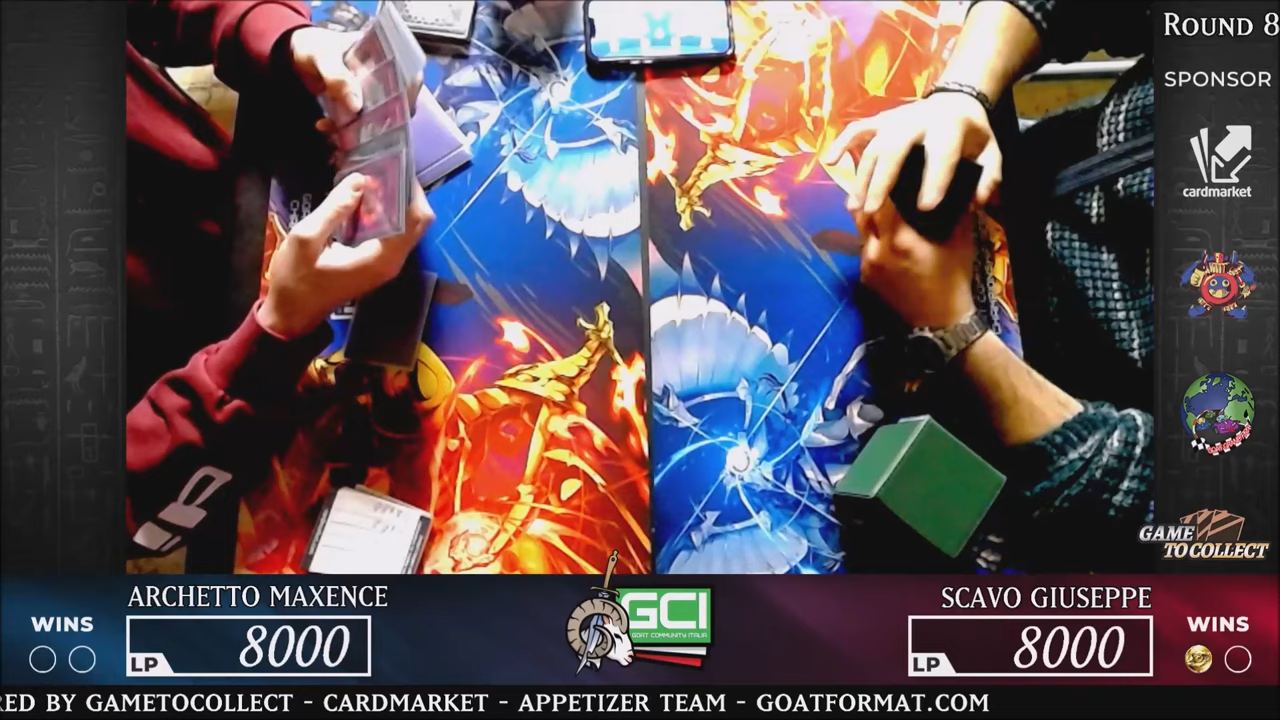 ROUND 8
SPONSOR
cardmarket
GAME
TO COLLECT
ARCHETTO MAXENCE
SCAVO GIUSEPPE
WINS
LP
8000
GCI
GOAT COMMUNITY ITALIA
LP
8000
WINS
RED BY GAMETOCOLLECT - CARDMARKET - APPETIZER TEAM - GOATFORMAT.COM